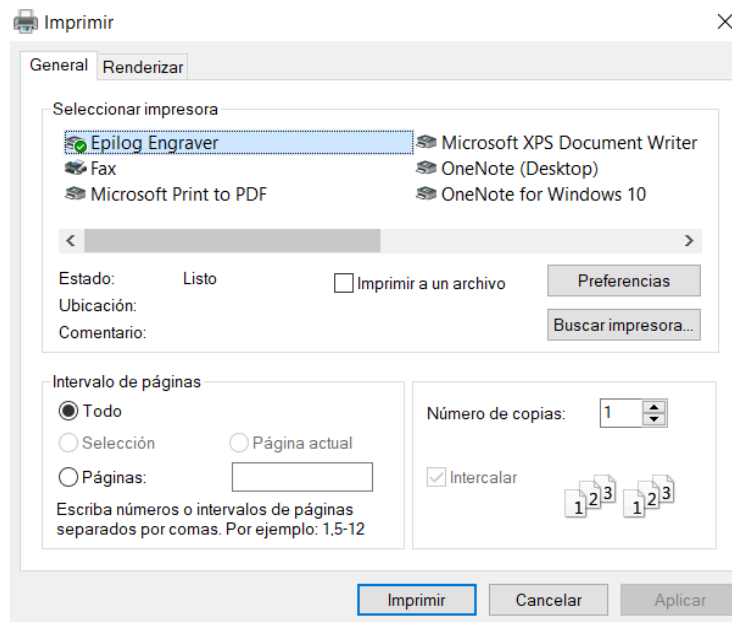 Imprimir
General Renderizar
Seleccionar impresora
Epilog Engraver Microsoft XPS Document Writer
Fax OneNote (Desktop)
Microsoft Print to PDF OneNote for Windows 10
Estado: Listo Imprimir a un archivo Preferencias
Ubicación:
Comentario: Buscar impresora...
Intervalo de páginas
Todo
Selección Página actual
Páginas:
Escriba números o intervalos de páginas
separados por comas. Por ejemplo: 1,5-12
Número de copias: 1
Intercalar
1 2 3 1 2 3
Imprimir Cancelar Aplicar